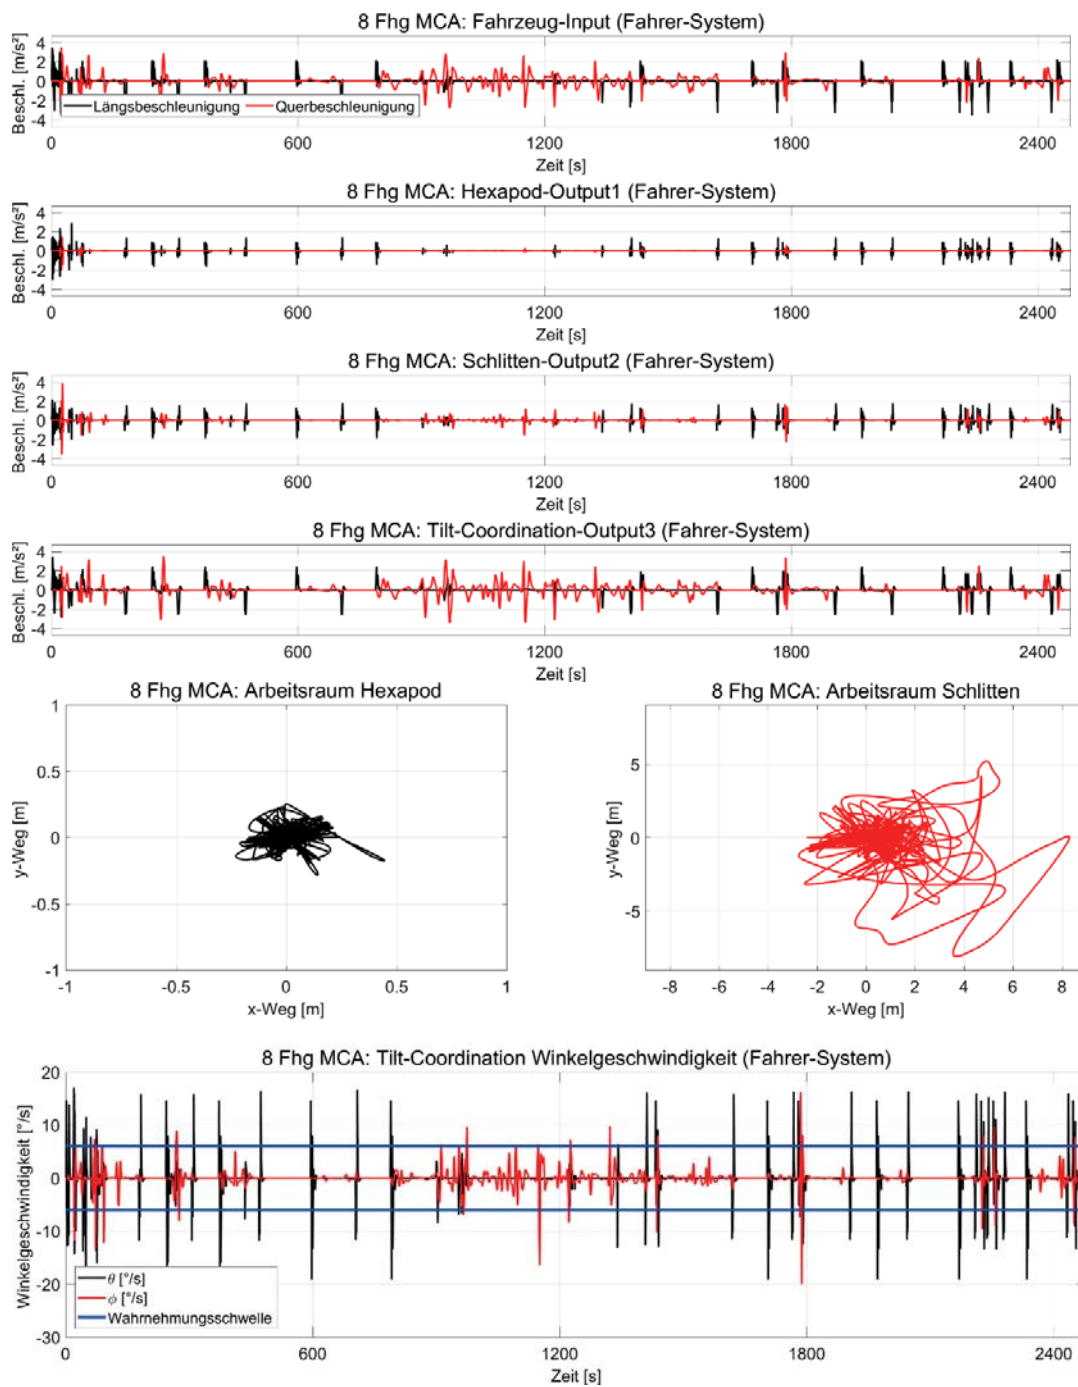 8 Fhg MCA: Fahrzeug-Input (Fahrer-System)
Beschl. [m/s²]
4
2
0
-2
-4
Längsbeschleunigung
Querbeschleunigung
0 600 1200 1800 2400
Zeit [s]
8 Fhg MCA: Hexapod-Output1 (Fahrer-System)
Beschl. [m/s²]
4
2
0
-2
-4
0 600 1200 1800 2400
Zeit [s]
8 Fhg MCA: Schlitten-Output2 (Fahrer-System)
Beschl. [m/s²]
4
2
0
-2
-4
0 600 1200 1800 2400
Zeit [s]
8 Fhg MCA: Tilt-Coordination-Output3 (Fahrer-System)
Beschl. [m/s²]
4
2
0
-2
-4
0 600 1200 1800 2400
Zeit [s]
8 Fhg MCA: Arbeitsraum Hexapod
y-Weg [m]
1
0.5
0
-0.5
-1
-1 -0.5 0 0.5 1
x-Weg [m]
8 Fhg MCA: Arbeitsraum Schlitten
y-Weg [m]
5
0
-5
-8 -6 -4 -2 0 2 4 6 8
x-Weg [m]
8 Fhg MCA: Tilt-Coordination Winkelgeschwindigkeit (Fahrer-System)
Winkelgeschwindigkeit [°/s]
20
10
0
-10
-20
-30
θ [°/s]
ϕ [°/s]
Wahrnehmungsschwelle
0 600 1200 1800 2400
Zeit [s]